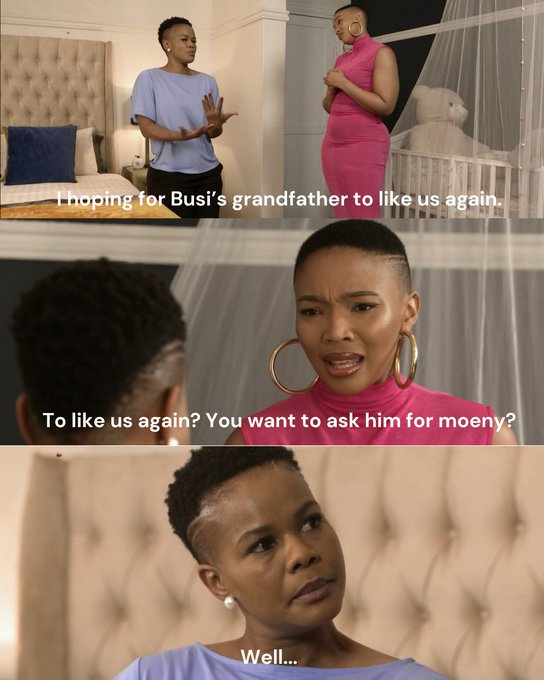 I hoping for Busi’s grandfather to like us again.
To like us again? You want to ask him for moeny?
Well...